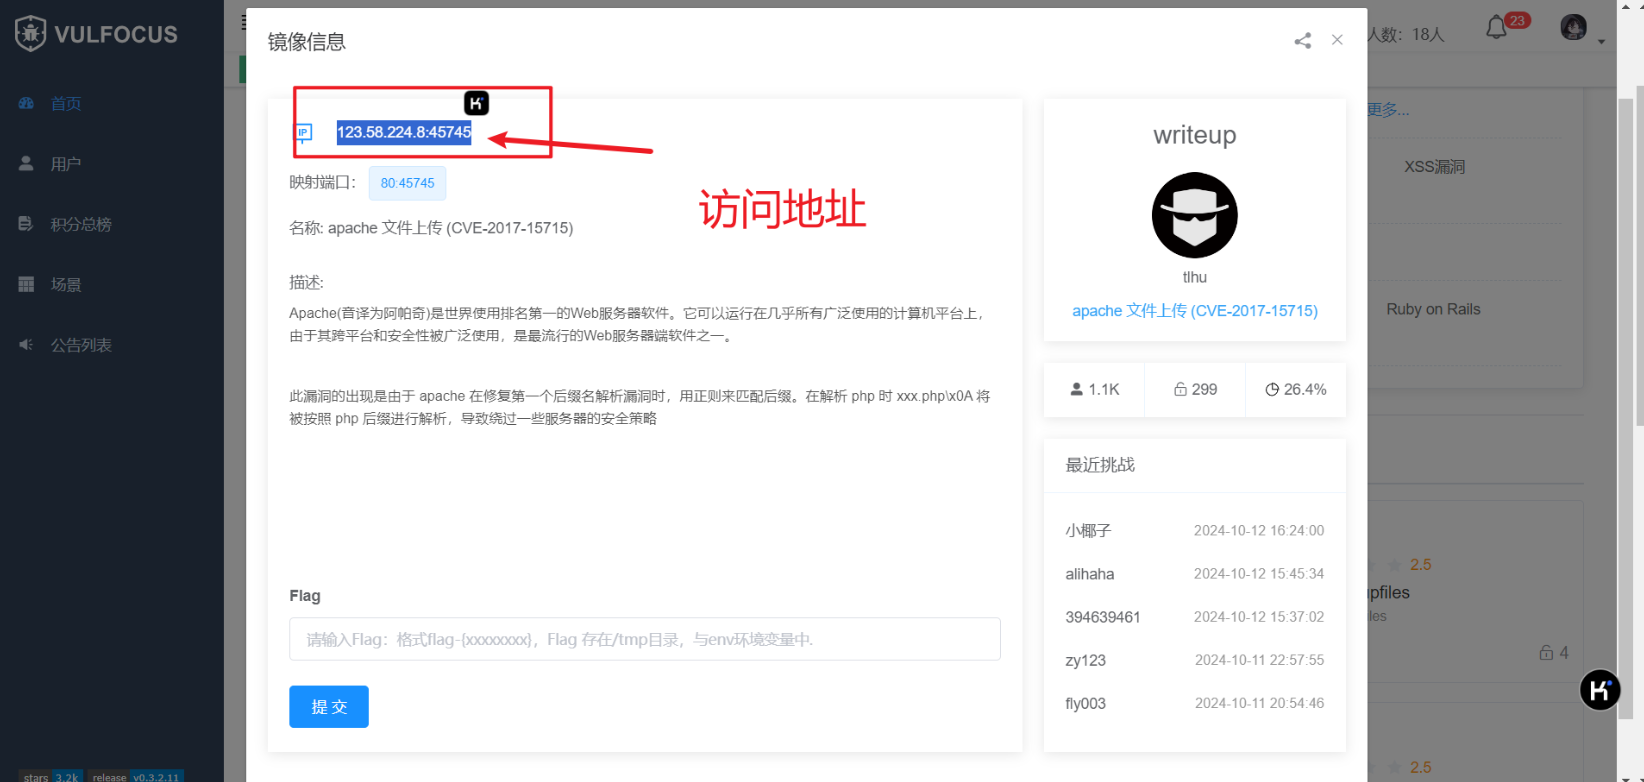 VULFOCUS
首页
用户
积分总榜
场景
公告列表
stars 3.2k release v0.3.2.11
镜像信息
人数：18人
23
IP
123.58.224.8:45745
映射端口： 80:45745
访问地址
名称: apache 文件上传 (CVE-2017-15715)
描述:
Apache(音译为阿帕奇)是世界使用排名第一的Web服务器软件。它可以运行在几乎所有广泛使用的计算机平台上，
由于其跨平台和安全性被广泛使用，是最流行的Web服务器端软件之一。
此漏洞的出现是由于 apache 在修复第一个后缀名解析漏洞时，用正则来匹配后缀。在解析 php 时 xxx.php\x0A 将
被按照 php 后缀进行解析，导致绕过一些服务器的安全策略
Flag
请输入Flag：格式flag-{xxxxxxxx}，Flag 存在/tmp目录，与env环境变量中.
提 交
writeup
tlhu
apache 文件上传 (CVE-2017-15715)
1.1K
299
26.4%
最近挑战
小椰子 2024-10-12 16:24:00
alihaha 2024-10-12 15:45:34
394639461 2024-10-12 15:37:02
zy123 2024-10-11 22:57:55
fly003 2024-10-11 20:54:46
更多...
XSS漏洞
Ruby on Rails
2.5
pfiles
les
4
2.5